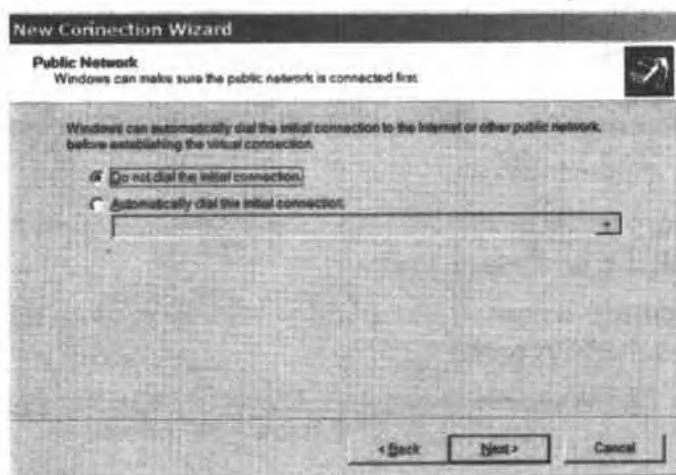 New Connection Wizard
Public Network
Windows can make sure the public network is connected first.
Windows can automatically dial the initial connection to the Internet or other public network,
before establishing the virtual connection.
Do not dial the initial connection.
Automatically dial this initial connection:
< Back
Next >
Cancel